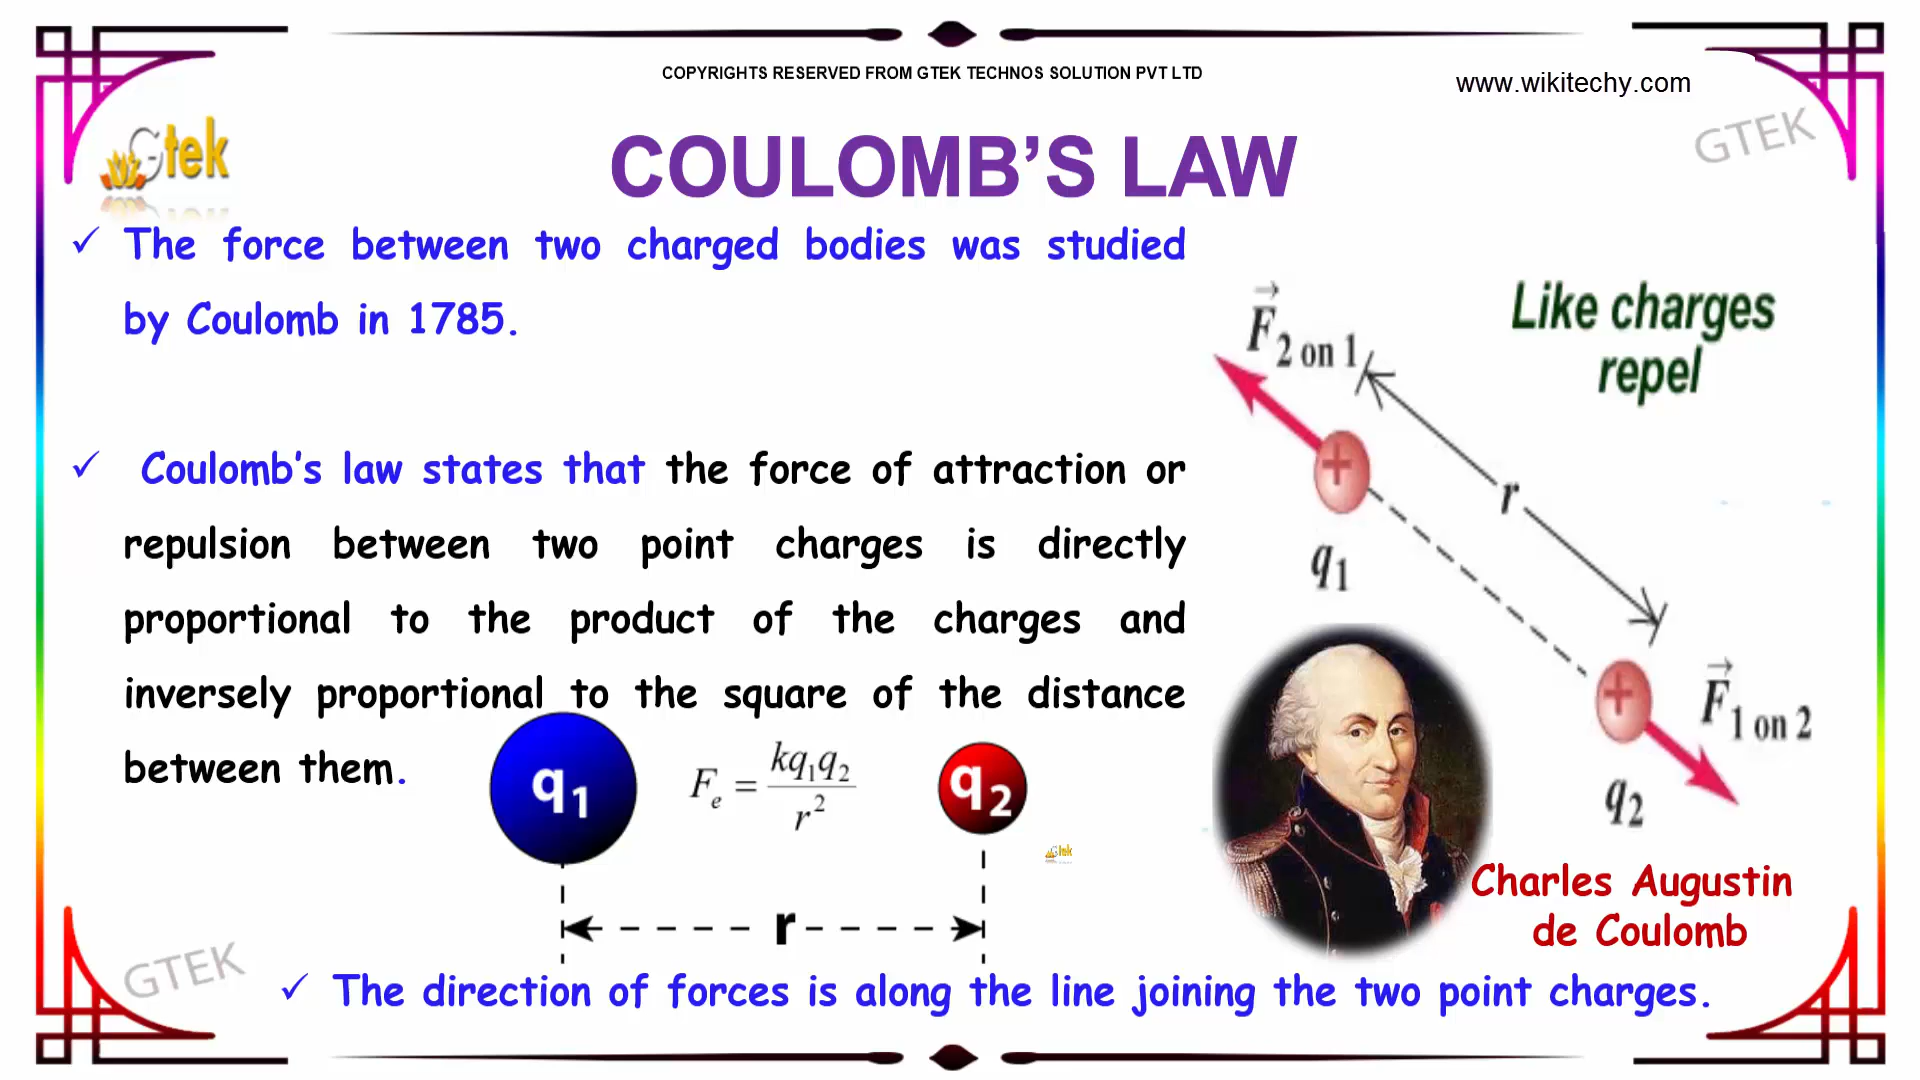 COPYRIGHTS RESERVED FROM GTEK TECHNOS SOLUTION PVT LTD
www.wikitechy.com
GTEK
Gtek
COULOMB’S LAW
✓ The force between two charged bodies was studied
by Coulomb in 1785.
✓ Coulomb’s law states that the force of attraction or
repulsion between two point charges is directly
proportional to the product of the charges and
inversely proportional to the square of the distance
between them.
q₁
Fₑ = kq₁q₂ / r²
q₂
r
Gtek
Like charges
repel
F⃗ 2 on 1
r
q₁
F⃗ 1 on 2
q₂
Charles Augustin
de Coulomb
GTEK
✓ The direction of forces is along the line joining the two point charges.